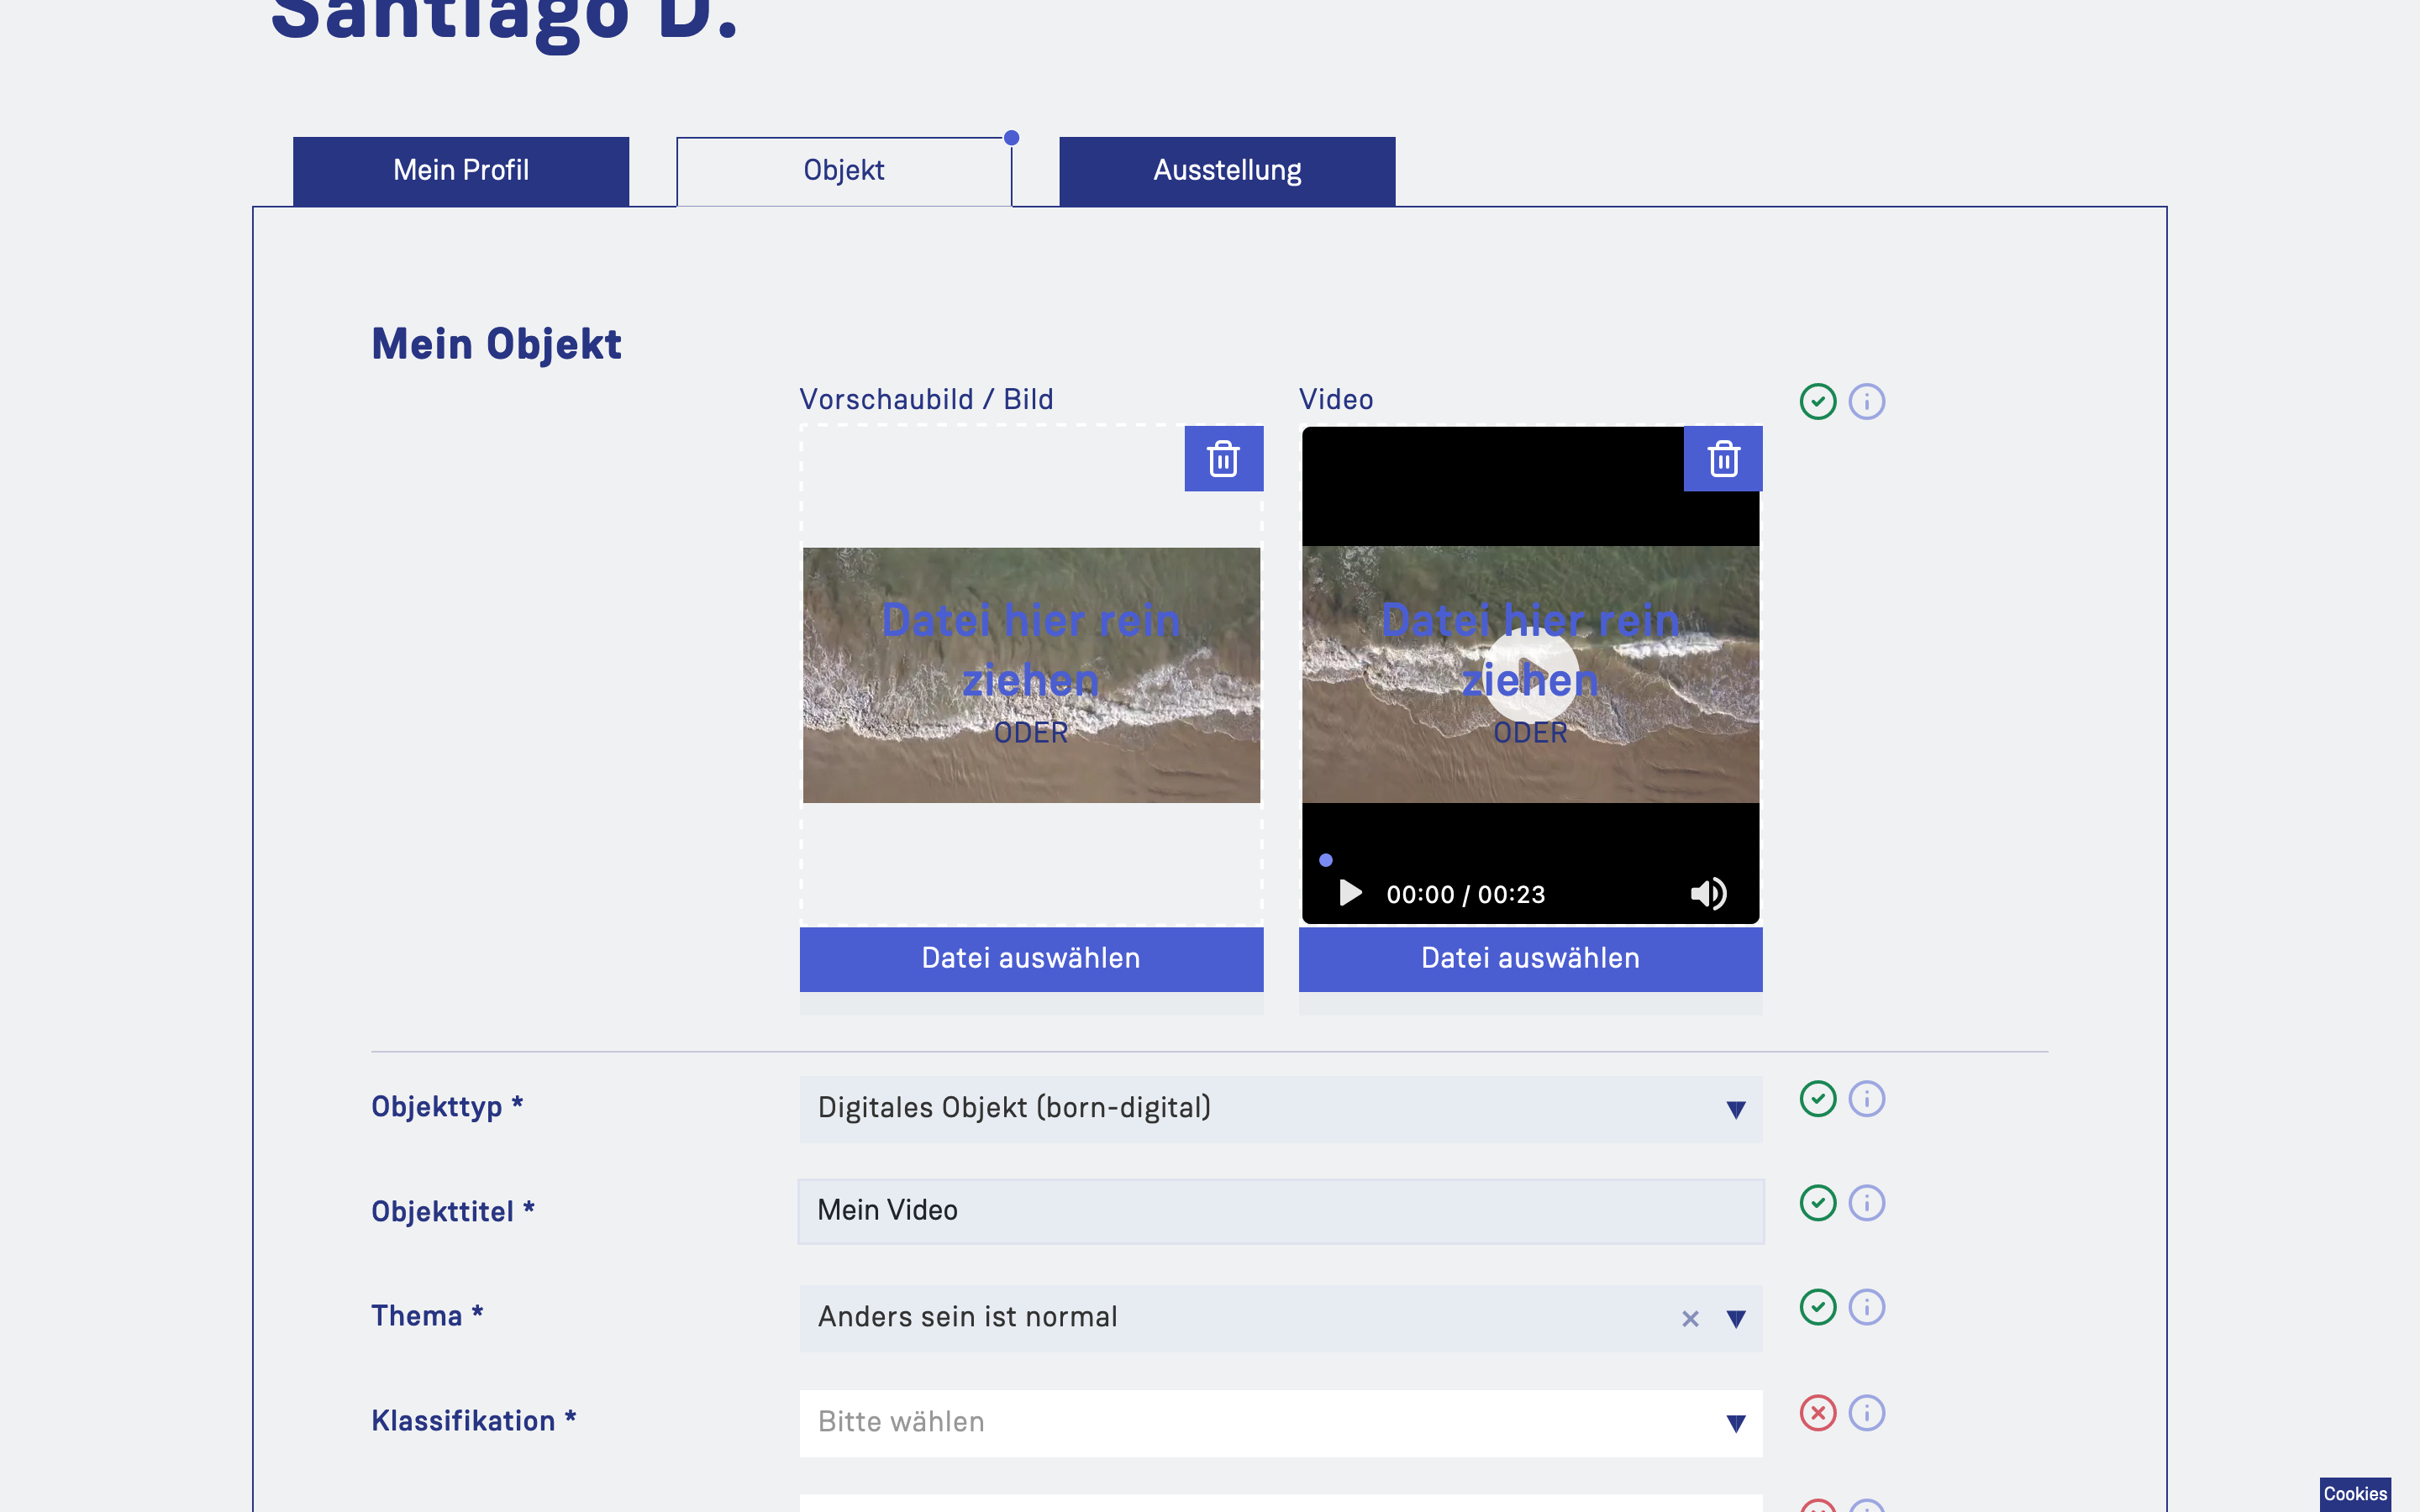 Santiago D.
Mein Profil
Objekt
Ausstellung
Mein Objekt
Vorschaubild / Bild
Video
Datei hier rein
ziehen
ODER
Datei auswählen
Datei hier rein
ziehen
ODER
00:00 / 00:23
Datei auswählen
Objekttyp *
Digitales Objekt (born-digital)
Objekttitel *
Mein Video
Thema *
Anders sein ist normal
Klassifikation *
Bitte wählen
Cookies